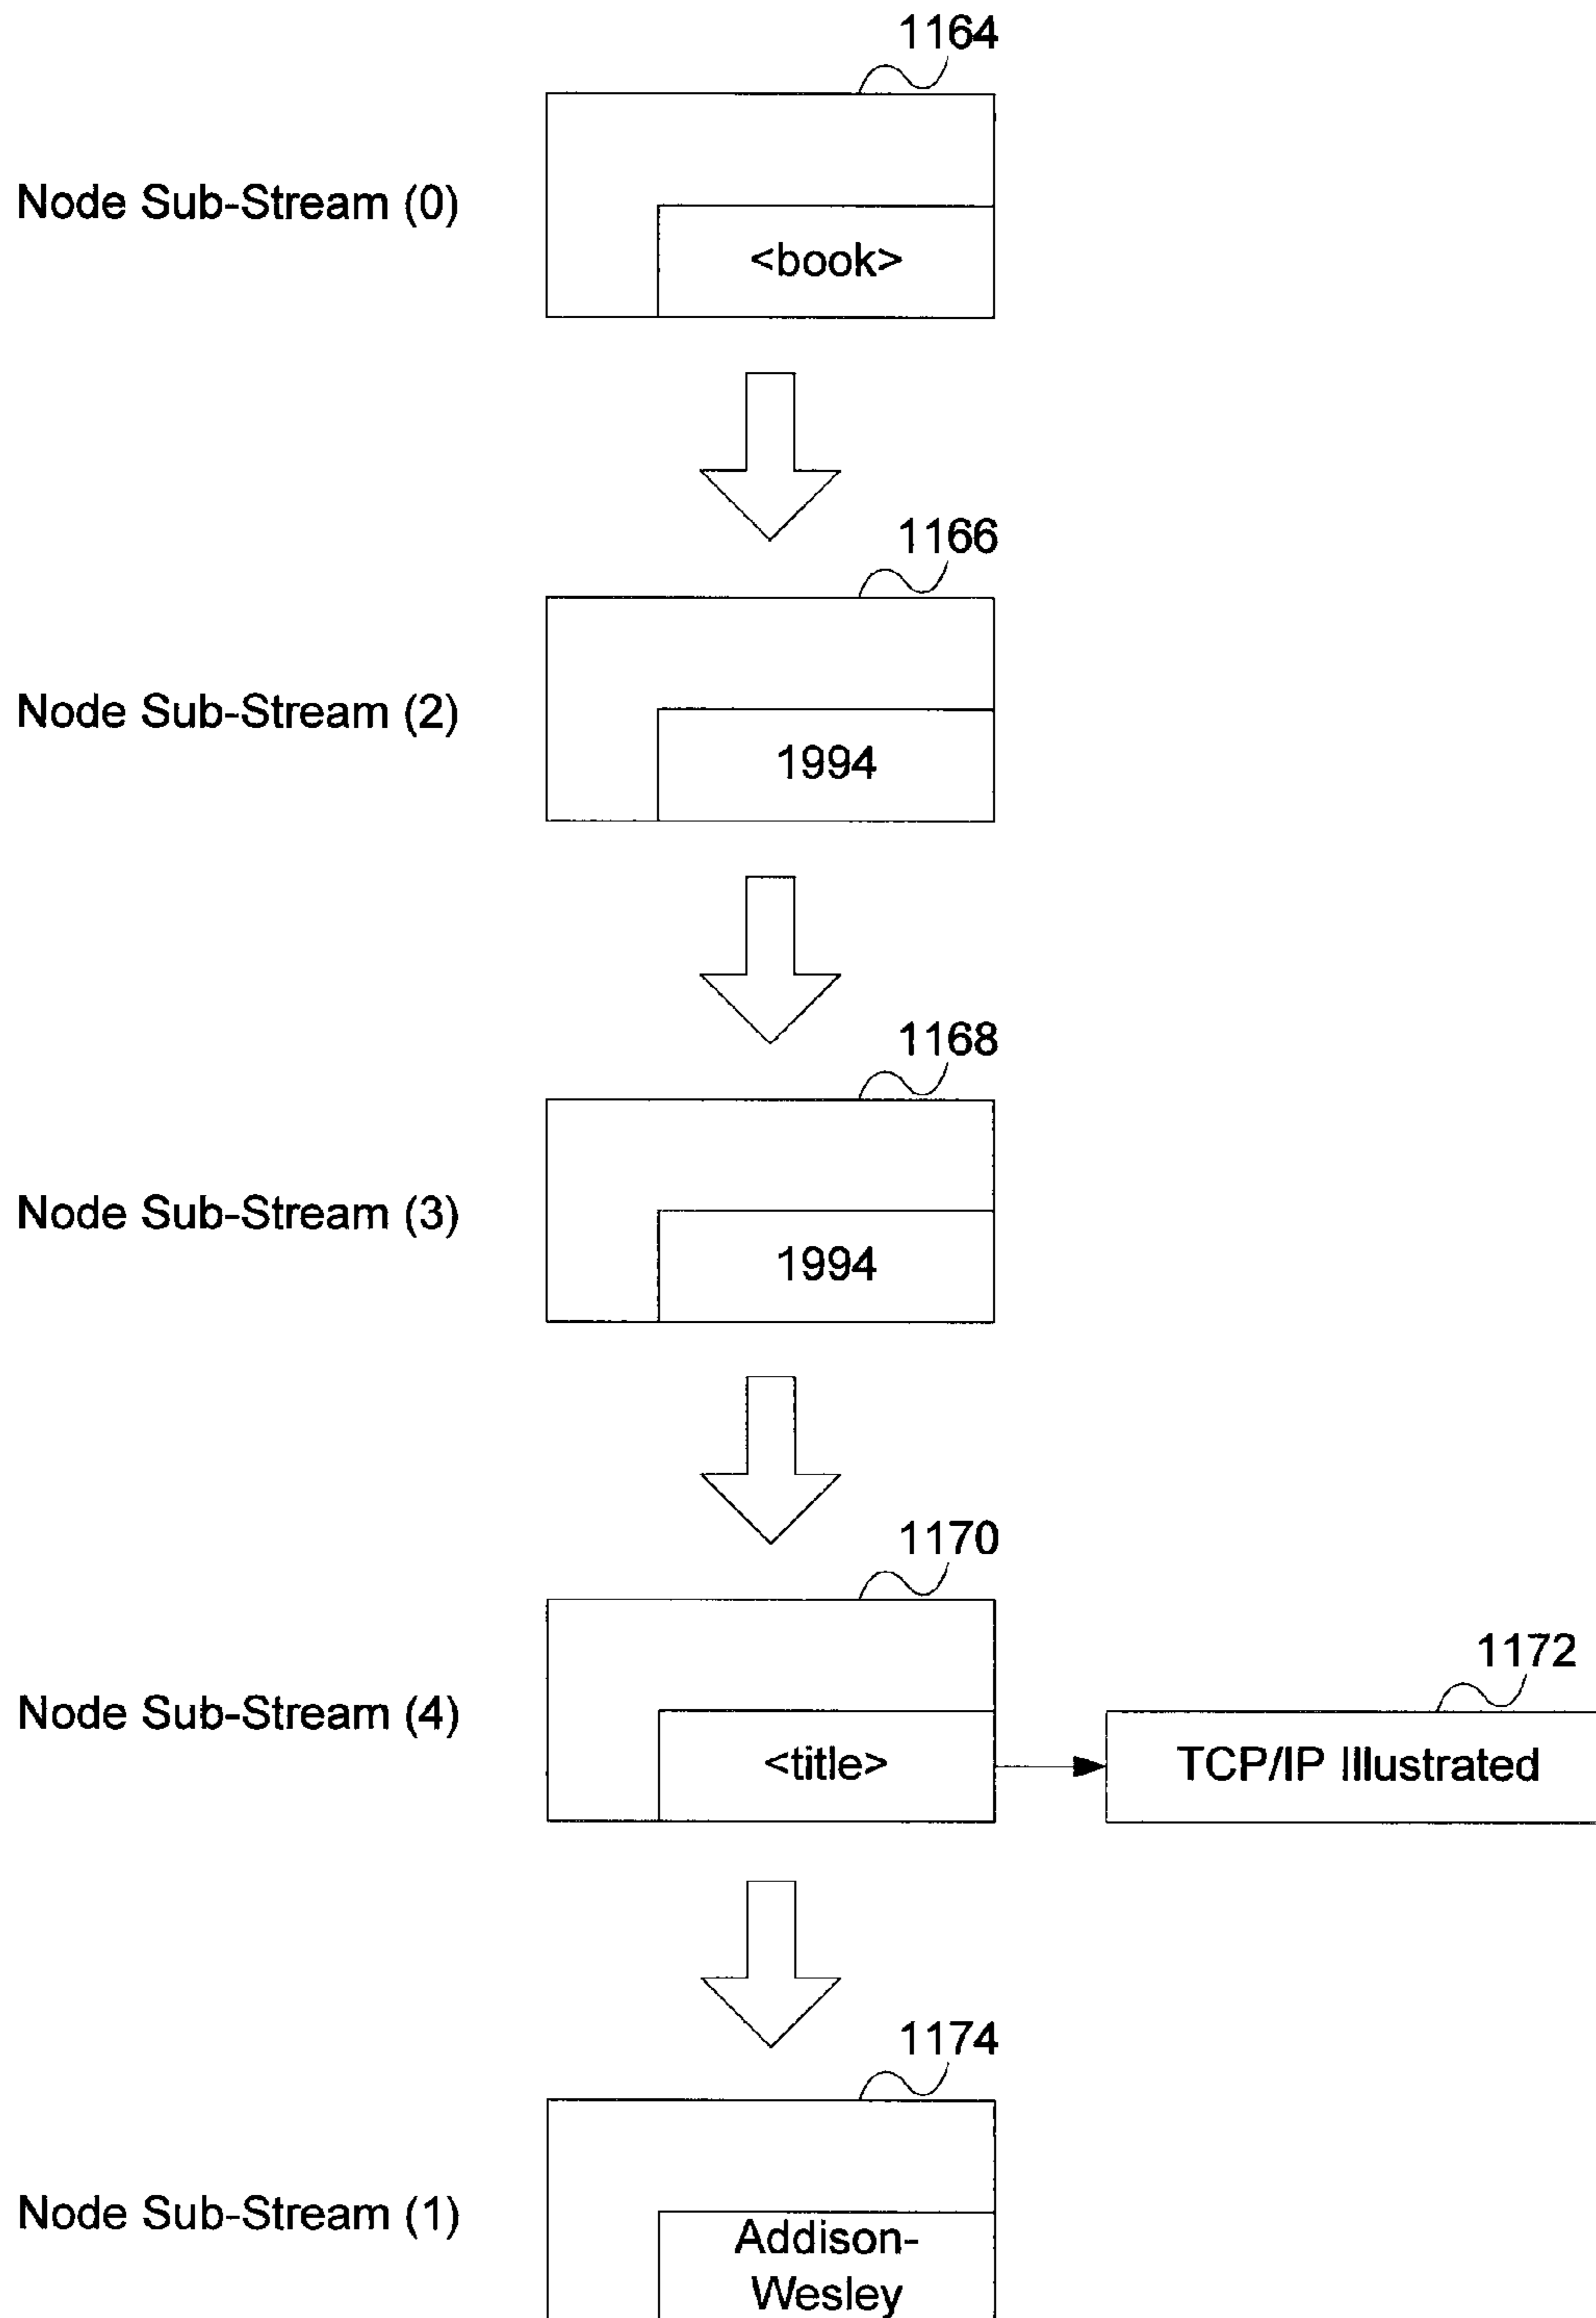 1164
Node Sub-Stream (0)
<book>
1166
Node Sub-Stream (2)
1994
1168
Node Sub-Stream (3)
1994
1170
1172
Node Sub-Stream (4)
<title>
TCP/IP Illustrated
1174
Node Sub-Stream (1)
Addison-
Wesley